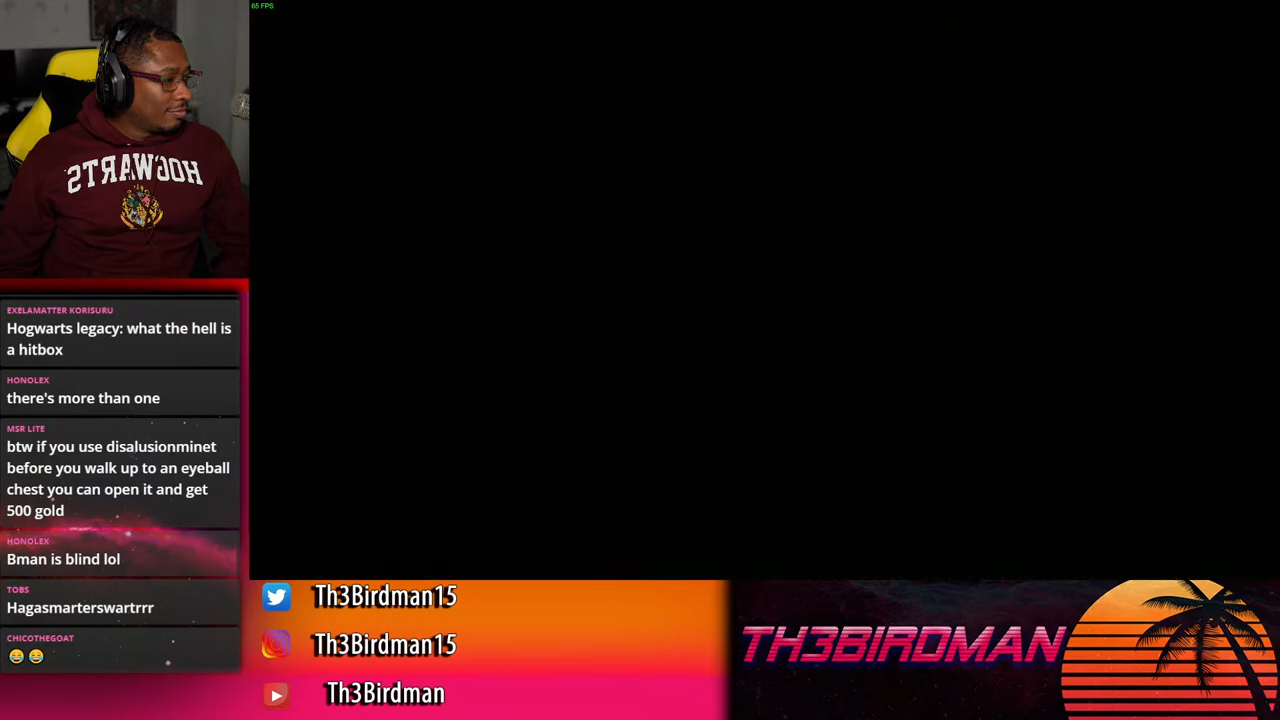 65 FPS
HOGWARTS
EXELAMATTER KORISURU
Hogwarts legacy: what the hell is
a hitbox
HONOLEX
there's more than one
MSR LITE
btw if you use disalusionminet
before you walk up to an eyeball
chest you can open it and get
500 gold
HONOLEX
Bman is blind lol
TOBS
Hagasmarterswartrrr
CHICOTHEGOAT
😂😂
Th3Birdman15
Th3Birdman15
Th3Birdman
TH3BIRDMAN